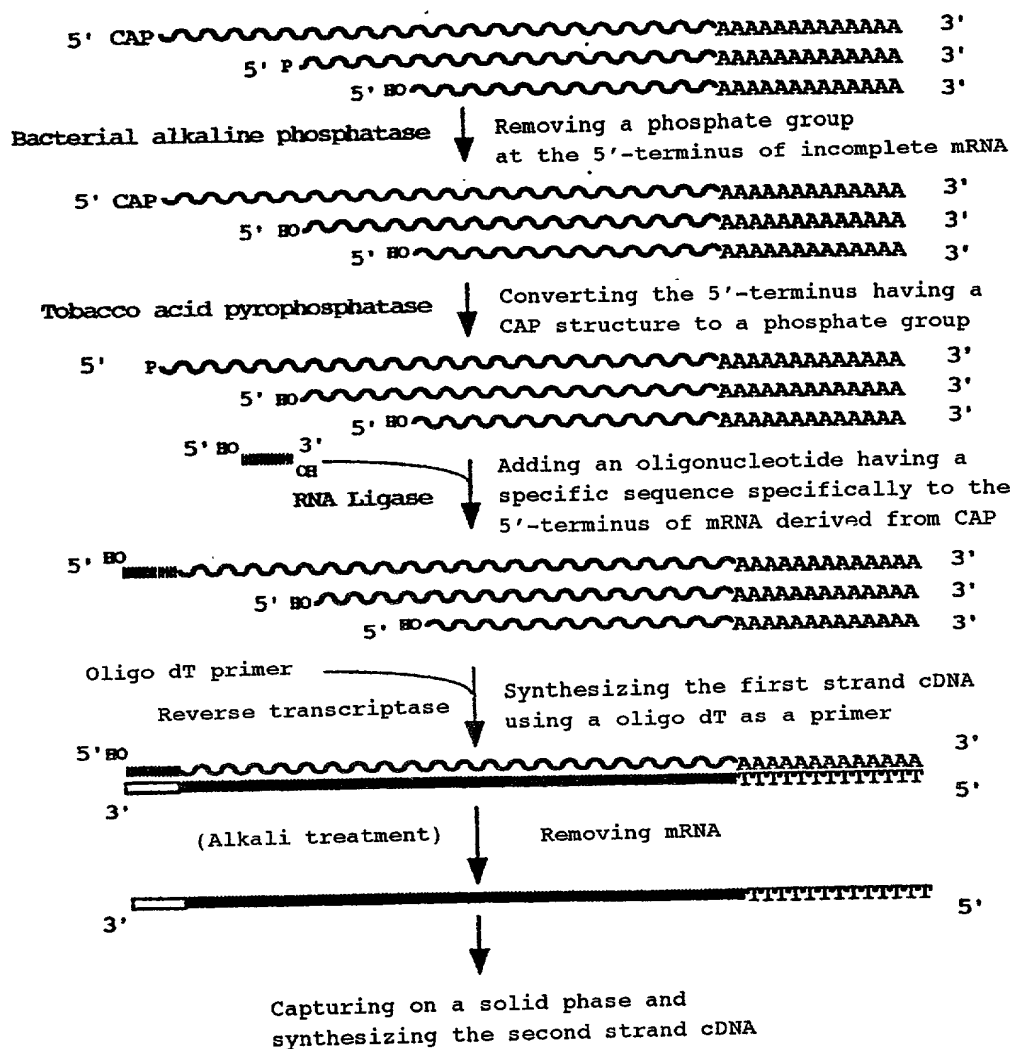 5' CAP AAAAAAAAAAAAA 3'
5' P AAAAAAAAAAAAA 3'
5' HO AAAAAAAAAAAAA 3'
Bacterial alkaline phosphatase
Removing a phosphate group
at the 5'-terminus of incomplete mRNA
5' CAP AAAAAAAAAAAAA 3'
5' HO AAAAAAAAAAAAA 3'
5' HO AAAAAAAAAAAAA 3'
Tobacco acid pyrophosphatase
Converting the 5'-terminus having a
CAP structure to a phosphate group
5' P AAAAAAAAAAAAA 3'
5' HO AAAAAAAAAAAAA 3'
5' HO AAAAAAAAAAAAA 3'
5' HO 3'
OH
RNA Ligase
Adding an oligonucleotide having a
specific sequence specifically to the
5'-terminus of mRNA derived from CAP
5' HO AAAAAAAAAAAAA 3'
5' HO AAAAAAAAAAAAA 3'
5' HO AAAAAAAAAAAAA 3'
Oligo dT primer
Reverse transcriptase
Synthesizing the first strand cDNA
using a oligo dT as a primer
5' HO AAAAAAAAAAAAA 3'
3' TTTTTTTTTTTTT 5'
(Alkali treatment)
Removing mRNA
3' TTTTTTTTTTTTT 5'
Capturing on a solid phase and
synthesizing the second strand cDNA